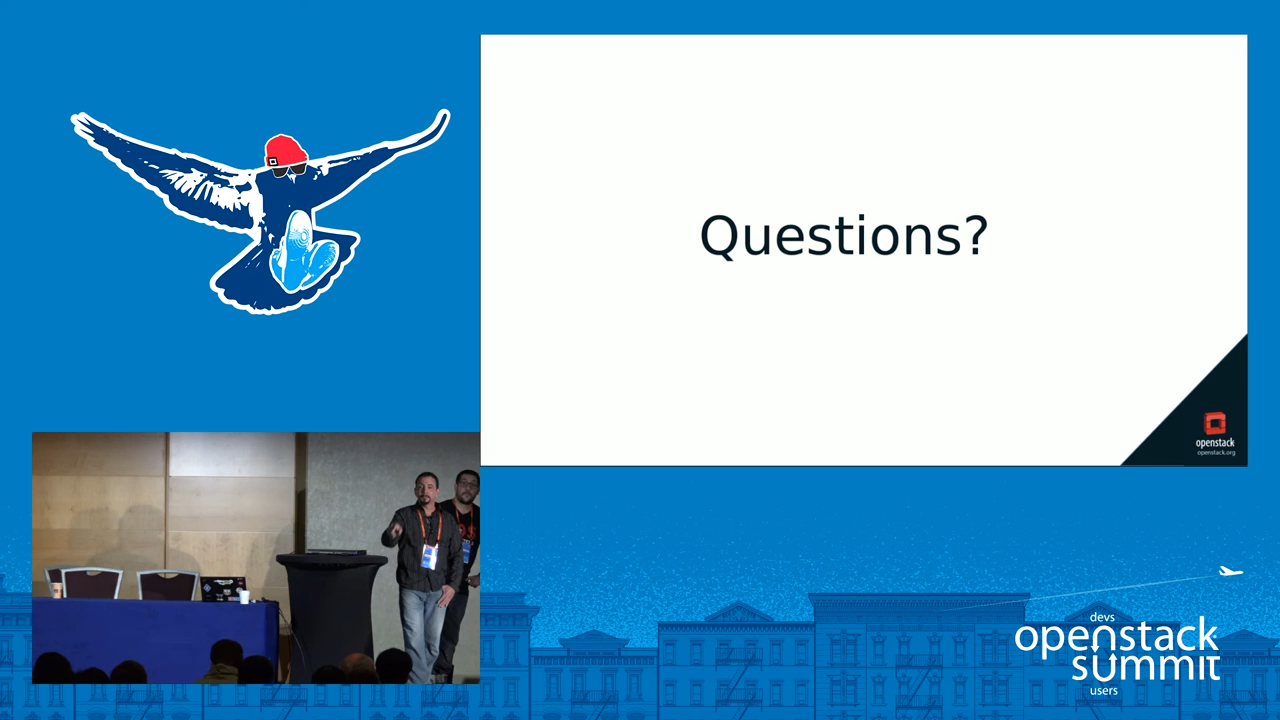 Questions?
openstack
openstack.org
devs
openstack
summit
users